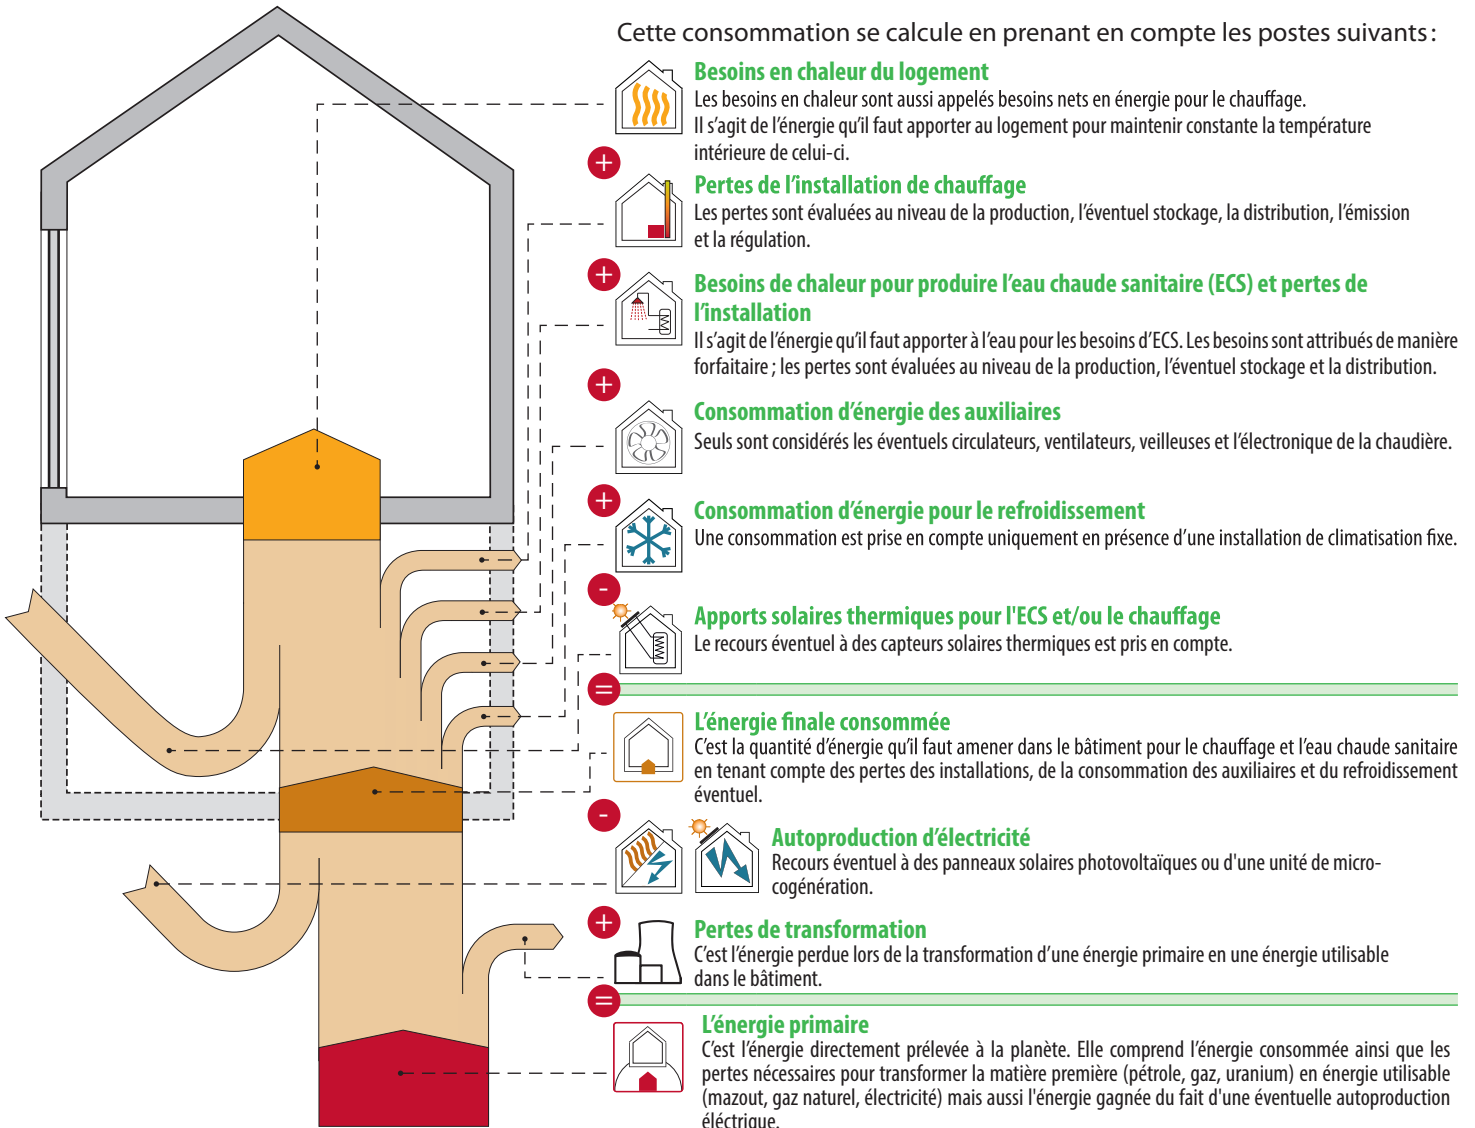 Cette consommation se calcule en prenant en compte les postes suivants :
Besoins en chaleur du logement
Les besoins en chaleur sont aussi appelés besoins nets en énergie pour le chauffage.
Il s'agit de l'énergie qu'il faut apporter au logement pour maintenir constante la température
intérieure de celui-ci.
+
Pertes de l'installation de chauffage
Les pertes sont évaluées au niveau de la production, l'éventuel stockage, la distribution, l'émission
et la régulation.
+
Besoins de chaleur pour produire l'eau chaude sanitaire (ECS) et pertes de
l'installation
Il s'agit de l'énergie qu'il faut apporter à l'eau pour les besoins d'ECS. Les besoins sont attribués de manière
forfaitaire ; les pertes sont évaluées au niveau de la production, l'éventuel stockage et la distribution.
+
Consommation d'énergie des auxiliaires
Seuls sont considérés les éventuels circulateurs, ventilateurs, veilleuses et l'électronique de la chaudière.
+
Consommation d'énergie pour le refroidissement
Une consommation est prise en compte uniquement en présence d'une installation de climatisation fixe.
-
Apports solaires thermiques pour l'ECS et/ou le chauffage
Le recours éventuel à des capteurs solaires thermiques est pris en compte.
=
L'énergie finale consommée
C'est la quantité d'énergie qu'il faut amener dans le bâtiment pour le chauffage et l'eau chaude sanitaire
en tenant compte des pertes des installations, de la consommation des auxiliaires et du refroidissement
éventuel.
-
Autoproduction d'électricité
Recours éventuel à des panneaux solaires photovoltaïques ou d'une unité de micro-
cogénération.
+
Pertes de transformation
C'est l'énergie perdue lors de la transformation d'une énergie primaire en une énergie utilisable
dans le bâtiment.
=
L'énergie primaire
C'est l'énergie directement prélevée à la planète. Elle comprend l'énergie consommée ainsi que les
pertes nécessaires pour transformer la matière première (pétrole, gaz, uranium) en énergie utilisable
(mazout, gaz naturel, électricité) mais aussi l'énergie gagnée du fait d'une éventuelle autoproduction
éléctrique.